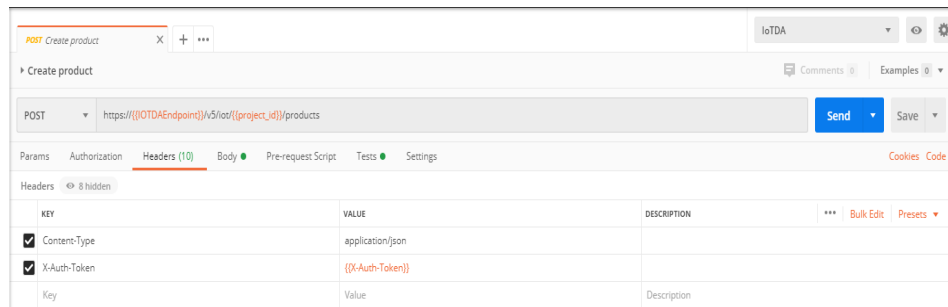 POST Create product X + ••• IoTDA
Create product Comments 0 Examples 0
POST https://{{IOTDAEndpoint}}/v5/iot/{{project_id}}/products Send Save
Params Authorization Headers (10) Body Pre-request Script Tests Settings Cookies Code
Headers 8 hidden
KEY VALUE DESCRIPTION ••• Bulk Edit Presets
Content-Type application/json
X-Auth-Token {{X-Auth-Token}}
Key Value Description